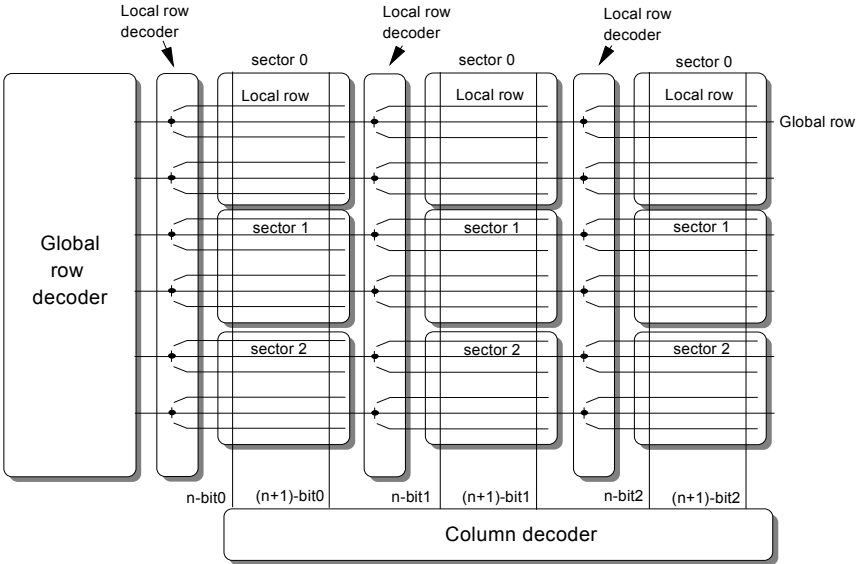 Local row
decoder
Local row
decoder
Local row
decoder
sector 0
sector 0
sector 0
Local row
Local row
Local row
Global row
sector 1
sector 1
sector 1
Global
row
decoder
sector 2
sector 2
sector 2
n-bit0
(n+1)-bit0
n-bit1
(n+1)-bit1
n-bit2
(n+1)-bit2
Column decoder